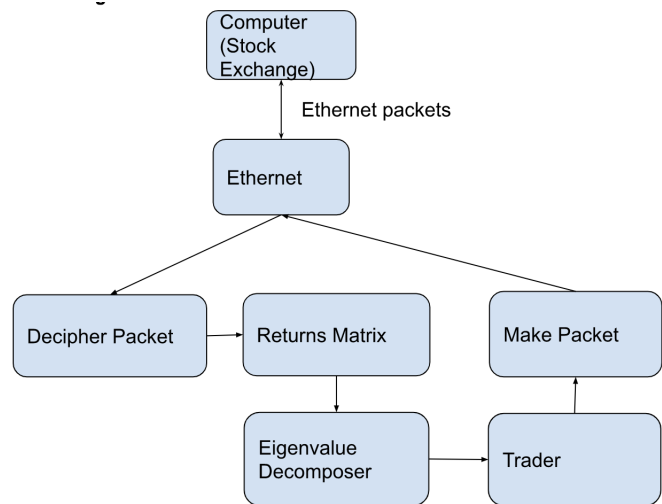 Computer
(Stock
Exchange)
Ethernet packets
Ethernet
Decipher Packet
Returns Matrix
Make Packet
Eigenvalue
Decomposer
Trader